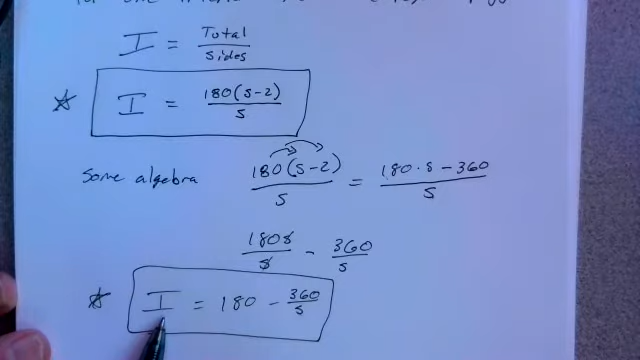 I = Total / Sides
☆ I = 180(s-2) / s
Some algebra 180(s-2) / s = 180·s - 360 / s
180s / s - 360 / s
☆ I = 180 - 360 / s